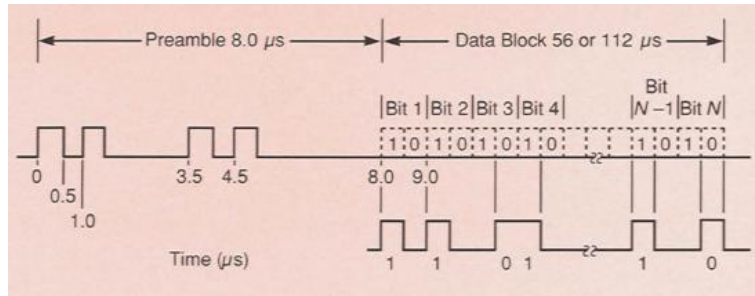 Preamble 8.0 µs
Data Block 56 or 112 µs
Bit
Bit 1 Bit 2 Bit 3 Bit 4 N –1 Bit N
1 0 1 0 1 0 1 0 1 0 1 0
0 3.5 4.5 8.0 9.0
0.5
1.0
Time (µs)
1 1 0 1 1 0